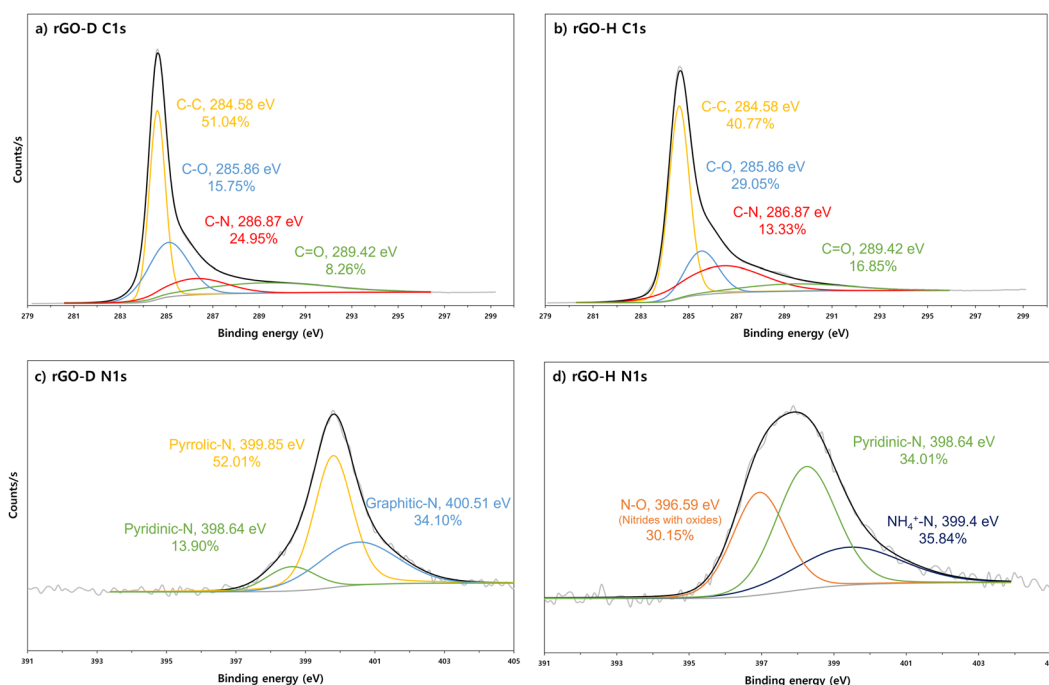 a) rGO-D C1s
C-C, 284.58 eV
51.04%
C-O, 285.86 eV
15.75%
C-N, 286.87 eV
24.95%
C=O, 289.42 eV
8.26%
Counts/s
279 281 283 285 287 289 291 293 295 297 299
Binding energy (eV)
b) rGO-H C1s
C-C, 284.58 eV
40.77%
C-O, 285.86 eV
29.05%
C-N, 286.87 eV
13.33%
C=O, 289.42 eV
16.85%
279 281 283 285 287 289 291 293 295 297 299
Binding energy (eV)
c) rGO-D N1s
Pyrrolic-N, 399.85 eV
52.01%
Graphitic-N, 400.51 eV
34.10%
Pyridinic-N, 398.64 eV
13.90%
Counts/s
391 393 395 397 399 401 403 405
Binding energy (eV)
d) rGO-H N1s
Pyridinic-N, 398.64 eV
34.01%
N-O, 396.59 eV
(Nitrides with oxides)
30.15%
NH₄⁺-N, 399.4 eV
35.84%
391 393 395 397 399 401 403
Binding energy (eV)